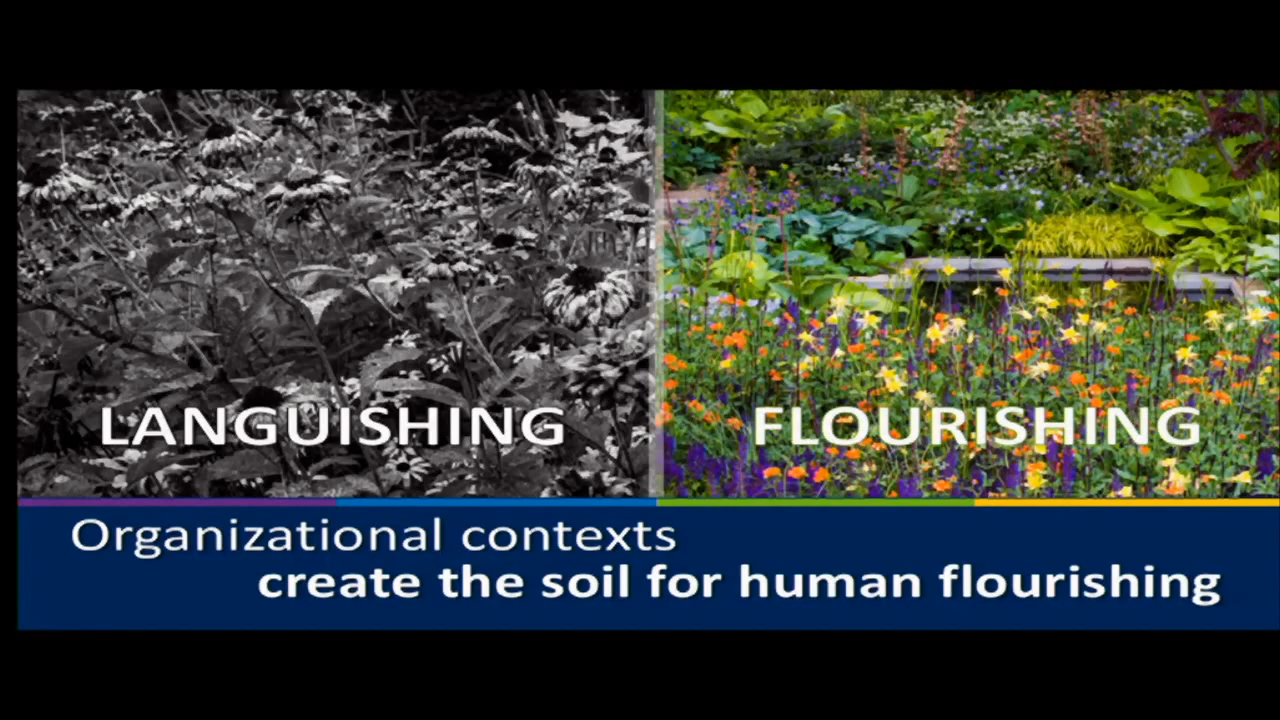 LANGUISHING
FLOURISHING
Organizational contexts
create the soil for human flourishing